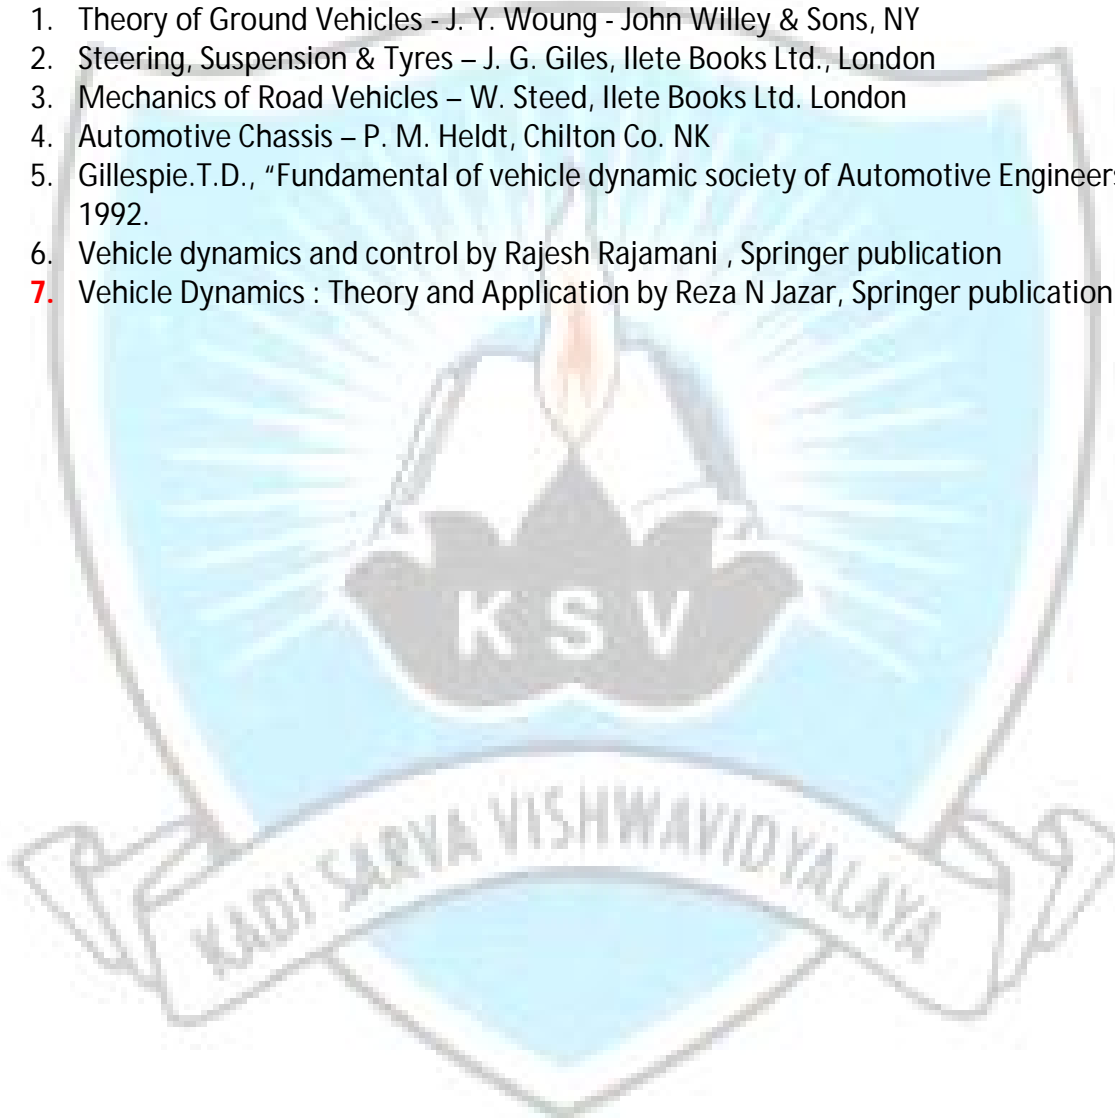 1. Theory of Ground Vehicles - J. Y. Woung - John Willey & Sons, NY
2. Steering, Suspension & Tyres – J. G. Giles, Ilete Books Ltd., London
3. Mechanics of Road Vehicles – W. Steed, Ilete Books Ltd. London
4. Automotive Chassis – P. M. Heldt, Chilton Co. NK
5. Gillespie.T.D., “Fundamental of vehicle dynamic society of Automotive Engineers
1992.
6. Vehicle dynamics and control by Rajesh Rajamani , Springer publication
7. Vehicle Dynamics : Theory and Application by Reza N Jazar, Springer publication
K S V
KADI SARVA VISHWAVIDYALAYA